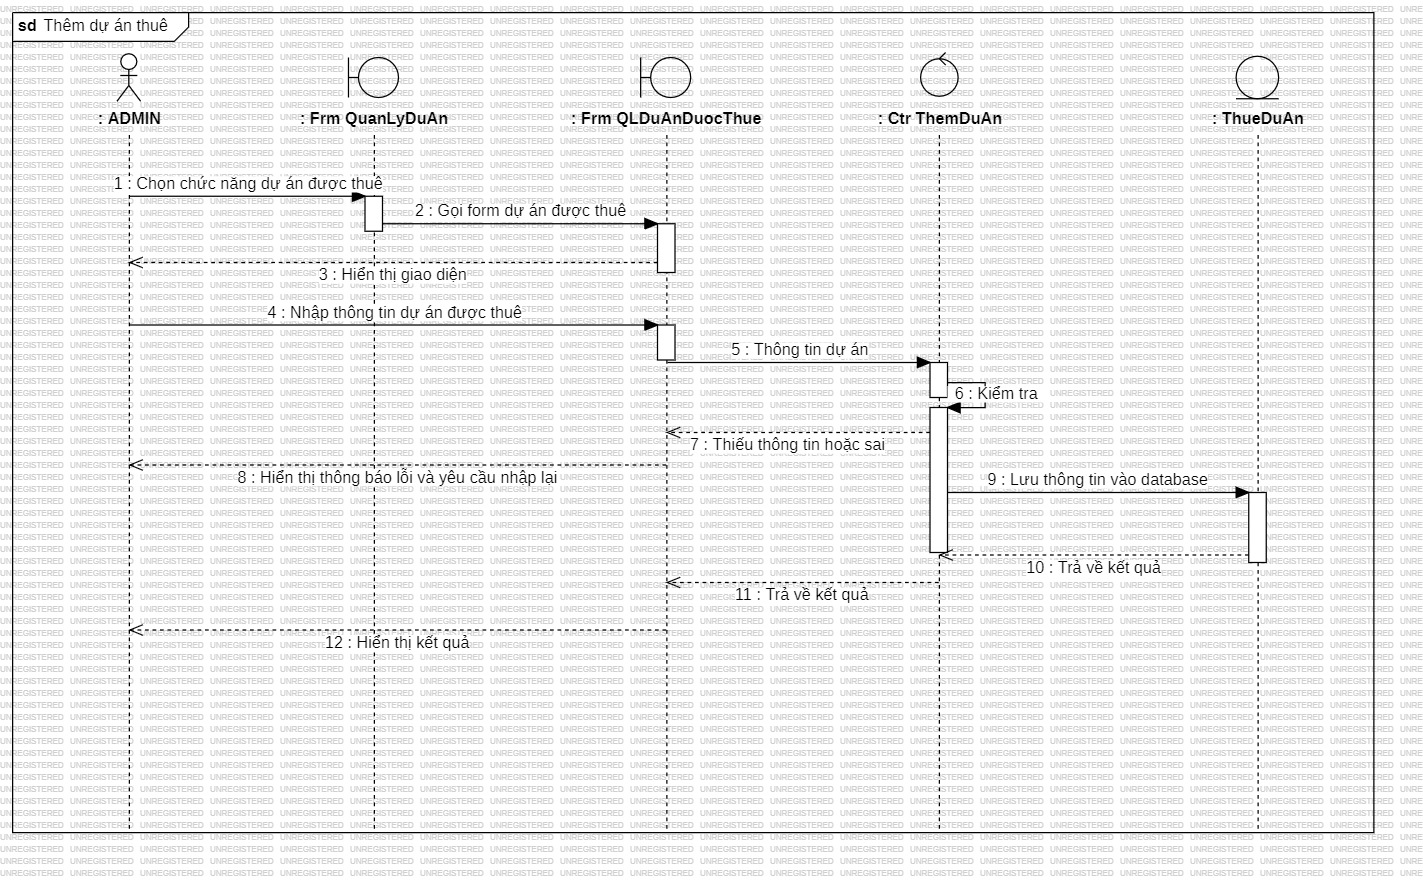 sd Thêm dự án thuê
: ADMIN
: Frm QuanLyDuAn
: Frm QLDuAnDuocThue
: Ctr ThemDuAn
: ThueDuAn
1 : Chọn chức năng dự án được thuê
2 : Gọi form dự án được thuê
3 : Hiển thị giao diện
4 : Nhập thông tin dự án được thuê
5 : Thông tin dự án
6 : Kiểm tra
7 : Thiếu thông tin hoặc sai
8 : Hiển thị thông báo lỗi và yêu cầu nhập lại
9 : Lưu thông tin vào database
10 : Trả về kết quả
11 : Trả về kết quả
12 : Hiển thị kết quả
UNREGISTERED